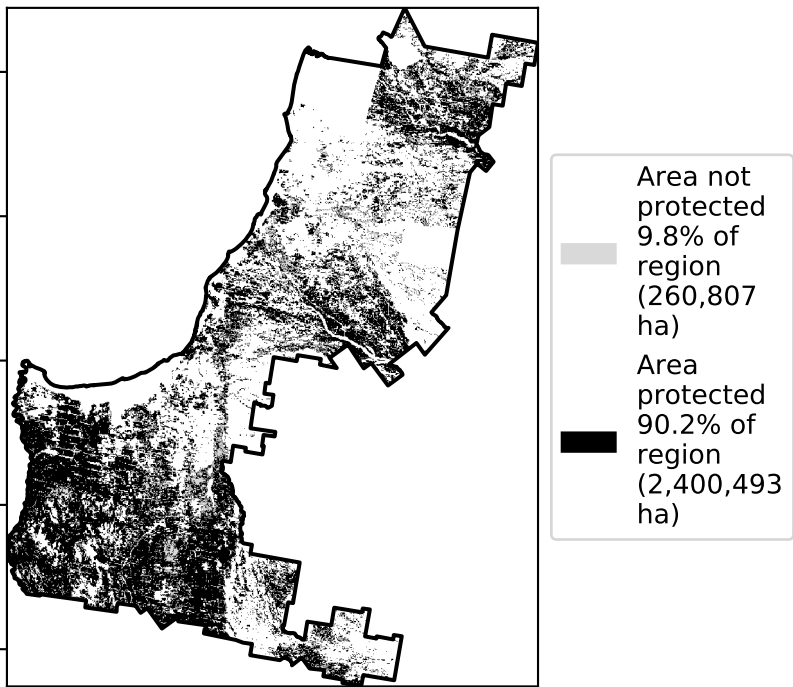 Area not
protected
9.8% of
region
(260,807
ha)
Area
protected
90.2% of
region
(2,400,493
ha)